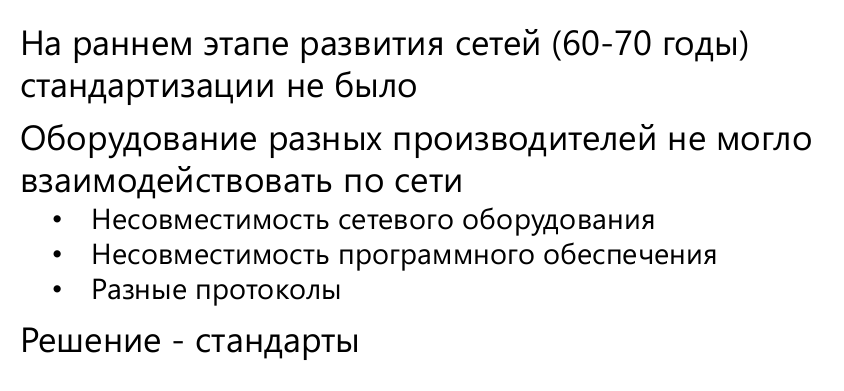 На раннем этапе развития сетей (60-70 годы)
стандартизации не было
Оборудование разных производителей не могло
взаимодействовать по сети
• Несовместимость сетевого оборудования
• Несовместимость программного обеспечения
• Разные протоколы
Решение - стандарты